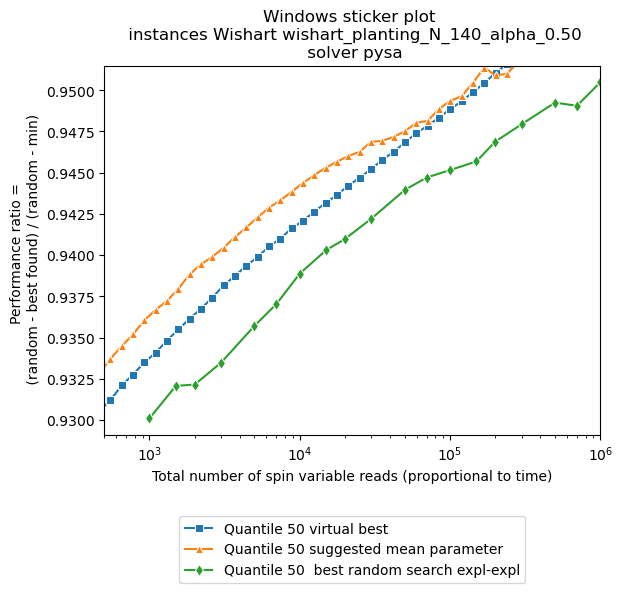 Windows sticker plot
instances Wishart wishart_planting_N_140_alpha_0.50
solver pysa
Performance ratio =
(random - best found) / (random - min)
0.9500
0.9475
0.9450
0.9425
0.9400
0.9375
0.9350
0.9325
0.9300
10³ 10⁴ 10⁵ 10⁶
Total number of spin variable reads (proportional to time)
Quantile 50 virtual best
Quantile 50 suggested mean parameter
Quantile 50  best random search expl-expl